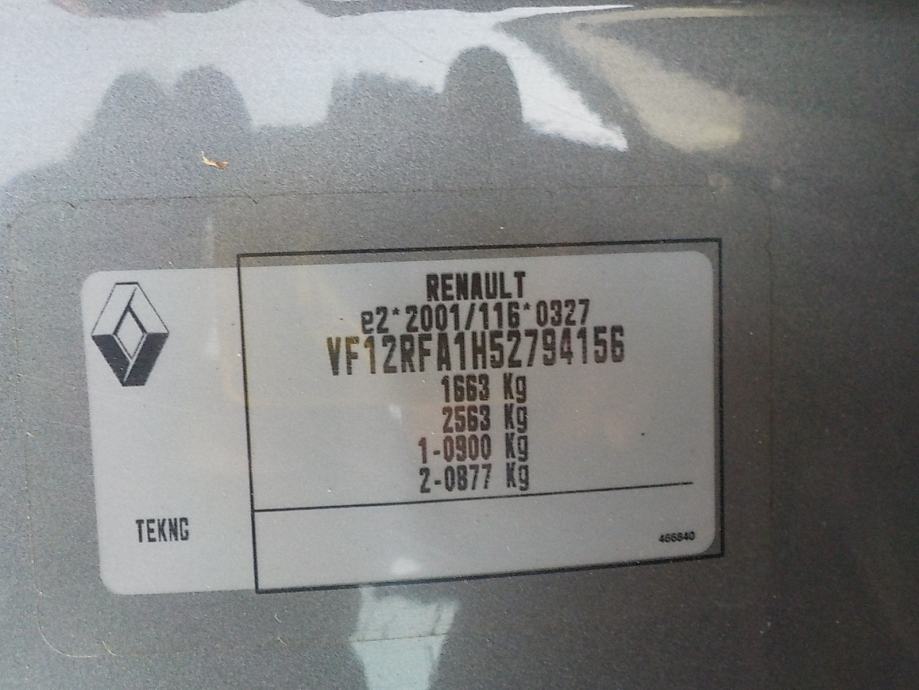 RENAULT
e2*2001/116*0327
VF12RFA1H52794156
1663 Kg
2563 Kg
1-0900 Kg
2-0877 Kg
TEKNG
466840